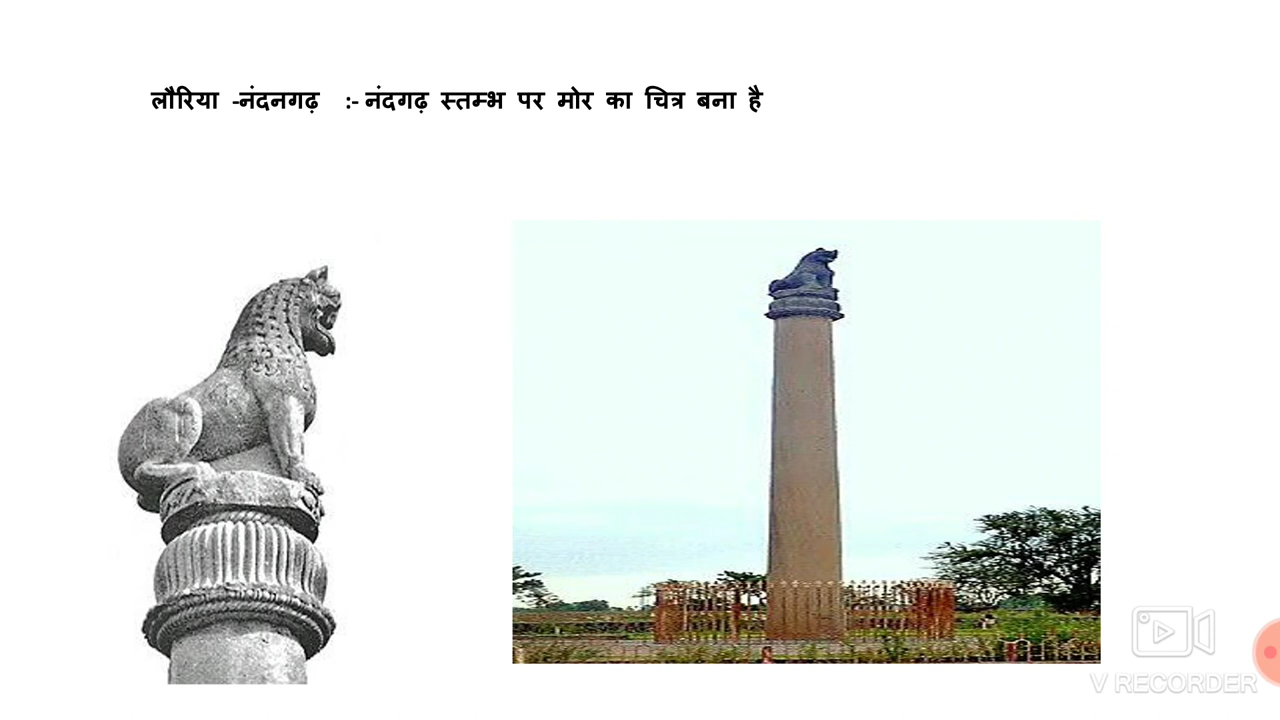 लौरिया -नंदनगढ़ :- नंदगढ़ स्तम्भ पर मोर का चित्र बना है
V RECORDER